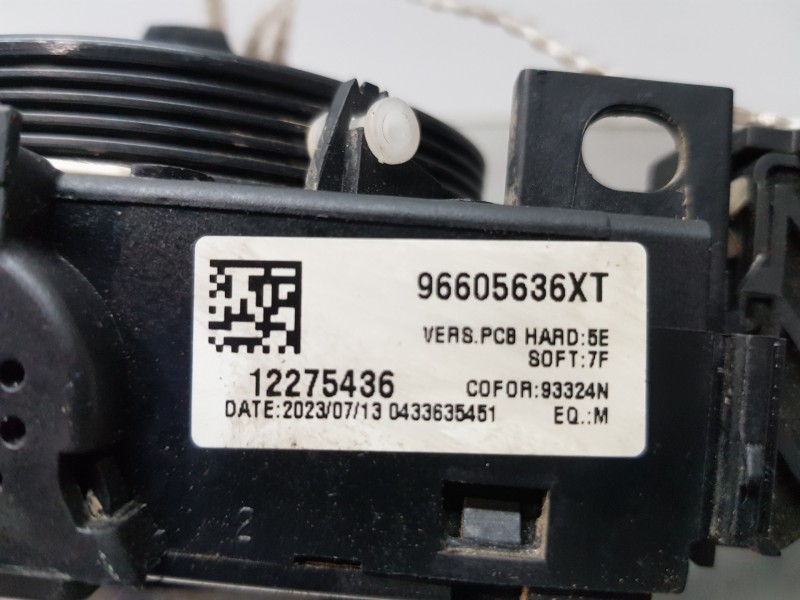 96605636XT
VERS.PCB HARD:5E
SOFT:7F
12275436
COFOR:93324N
DATE:2023/07/13 0433635451
EQ.:M
2